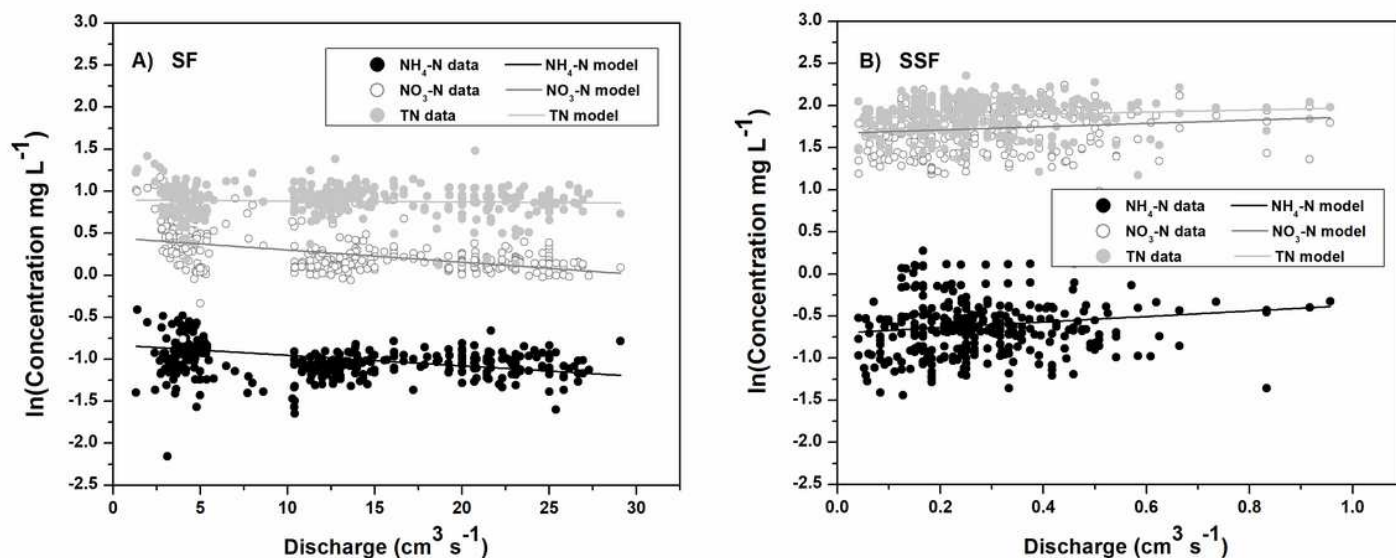 A) SF
NH₄-N data NH₄-N model
NO₃-N data NO₃-N model
TN data TN model
ln(Concentration mg L⁻¹)
3.0
2.5
2.0
1.5
1.0
0.5
0.0
-0.5
-1.0
-1.5
-2.0
-2.5
0 5 10 15 20 25 30
Discharge (cm³ s⁻¹)
B) SSF
NH₄-N data NH₄-N model
NO₃-N data NO₃-N model
TN data TN model
ln(Concentration mg L⁻¹)
3.0
2.5
2.0
1.5
1.0
0.5
0.0
-0.5
-1.0
-1.5
-2.0
-2.5
0.0 0.2 0.4 0.6 0.8 1.0
Discharge (cm³ s⁻¹)